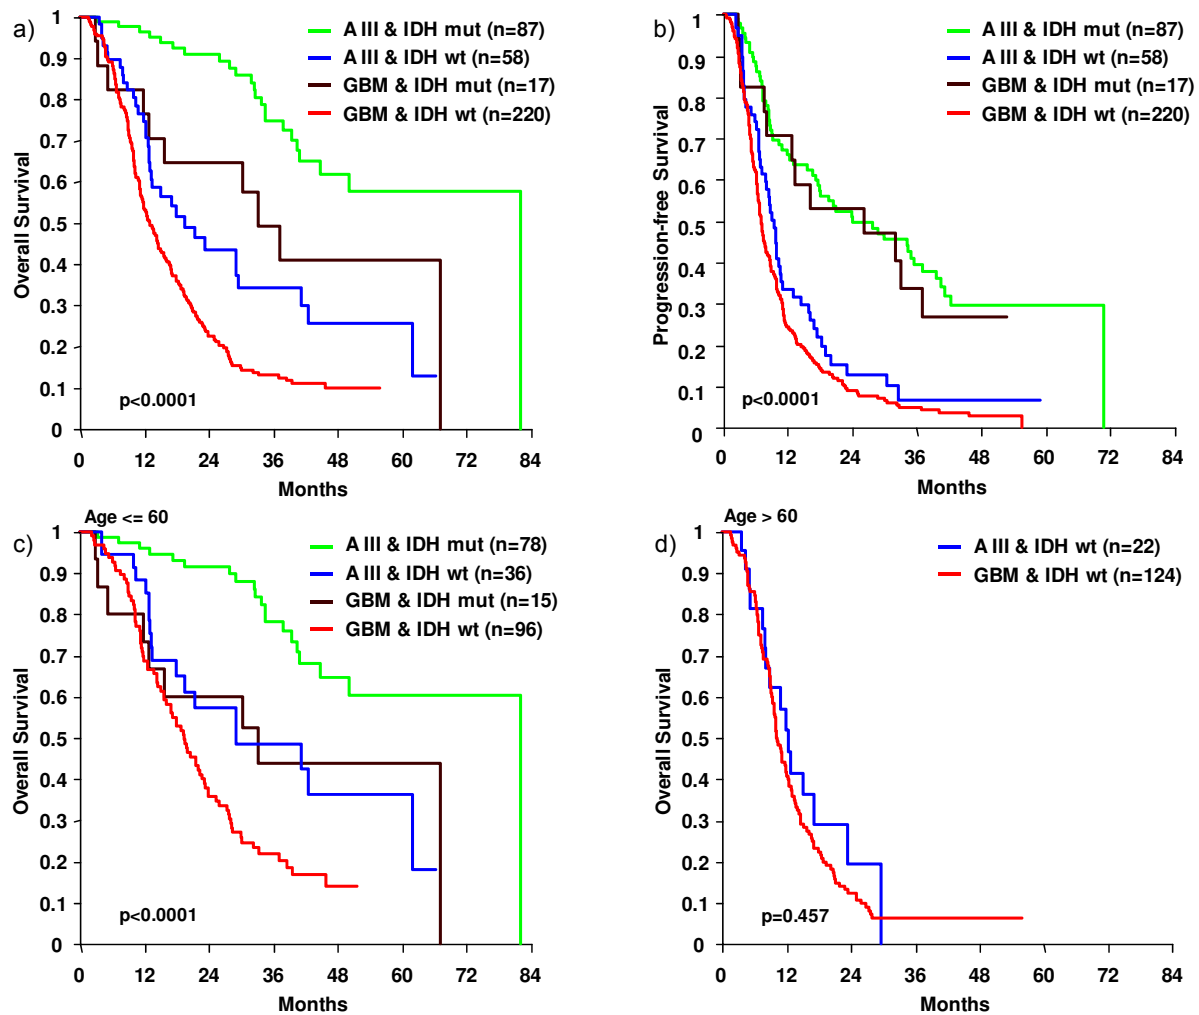 a)
A III & IDH mut (n=87)
A III & IDH wt (n=58)
GBM & IDH mut (n=17)
GBM & IDH wt (n=220)
Overall Survival
1
0.9
0.8
0.7
0.6
0.5
0.4
0.3
0.2
0.1
0
p<0.0001
0 12 24 36 48 60 72 84
Months
b)
A III & IDH mut (n=87)
A III & IDH wt (n=58)
GBM & IDH mut (n=17)
GBM & IDH wt (n=220)
Progression-free Survival
1
0.9
0.8
0.7
0.6
0.5
0.4
0.3
0.2
0.1
0
p<0.0001
0 12 24 36 48 60 72 84
Months
c)
Age <= 60
A III & IDH mut (n=78)
A III & IDH wt (n=36)
GBM & IDH mut (n=15)
GBM & IDH wt (n=96)
Overall Survival
1
0.9
0.8
0.7
0.6
0.5
0.4
0.3
0.2
0.1
0
p<0.0001
0 12 24 36 48 60 72 84
Months
d)
Age > 60
A III & IDH wt (n=22)
GBM & IDH wt (n=124)
Overall Survival
1
0.9
0.8
0.7
0.6
0.5
0.4
0.3
0.2
0.1
0
p=0.457
0 12 24 36 48 60 72 84
Months